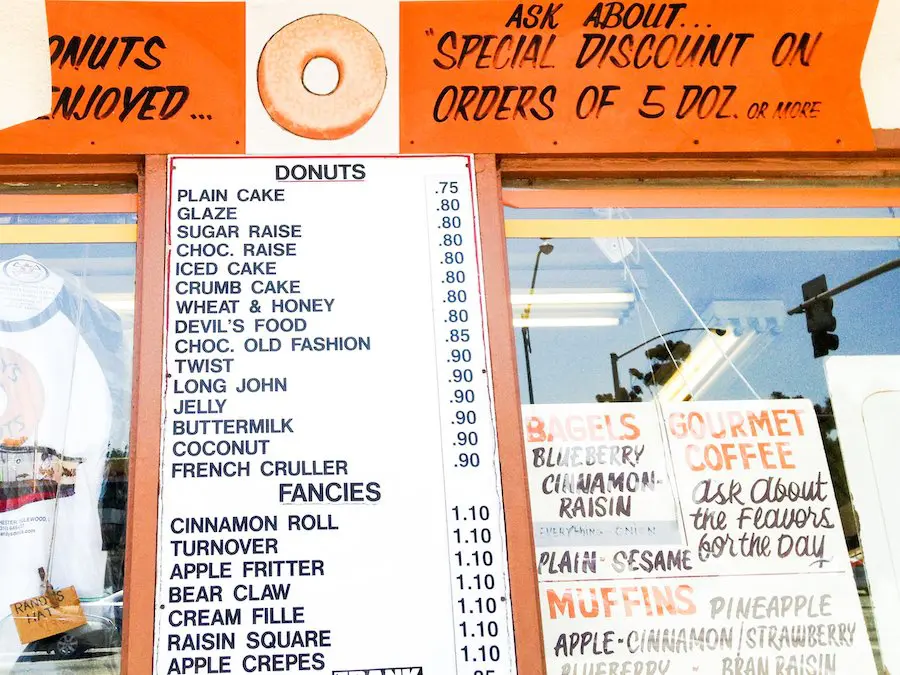 ONUTS
ENJOYED...
ASK ABOUT...
"SPECIAL DISCOUNT ON
ORDERS OF 5 DOZ. OR MORE
DONUTS
PLAIN CAKE .75
GLAZE .80
SUGAR RAISE .80
CHOC. RAISE .80
ICED CAKE .80
CRUMB CAKE .80
WHEAT & HONEY .80
DEVIL'S FOOD .80
CHOC. OLD FASHION .85
TWIST .90
LONG JOHN .90
JELLY .90
BUTTERMILK .90
COCONUT .90
FRENCH CRULLER .90
FANCIES
CINNAMON ROLL 1.10
TURNOVER 1.10
APPLE FRITTER 1.10
BEAR CLAW 1.10
CREAM FILLE 1.10
RAISIN SQUARE 1.10
APPLE CREPES 1.10
FRANK
BAGELS
BLUEBERRY
CINNAMON-
RAISIN
EVERYTHING - ONION
PLAIN - SESAME
GOURMET
COFFEE
Ask About
the Flavors
for the Day
MUFFINS PINEAPPLE
APPLE-CINNAMON/STRAWBERRY
BLUEBERRY - BRAN RAISIN
RANDY'S
HAT